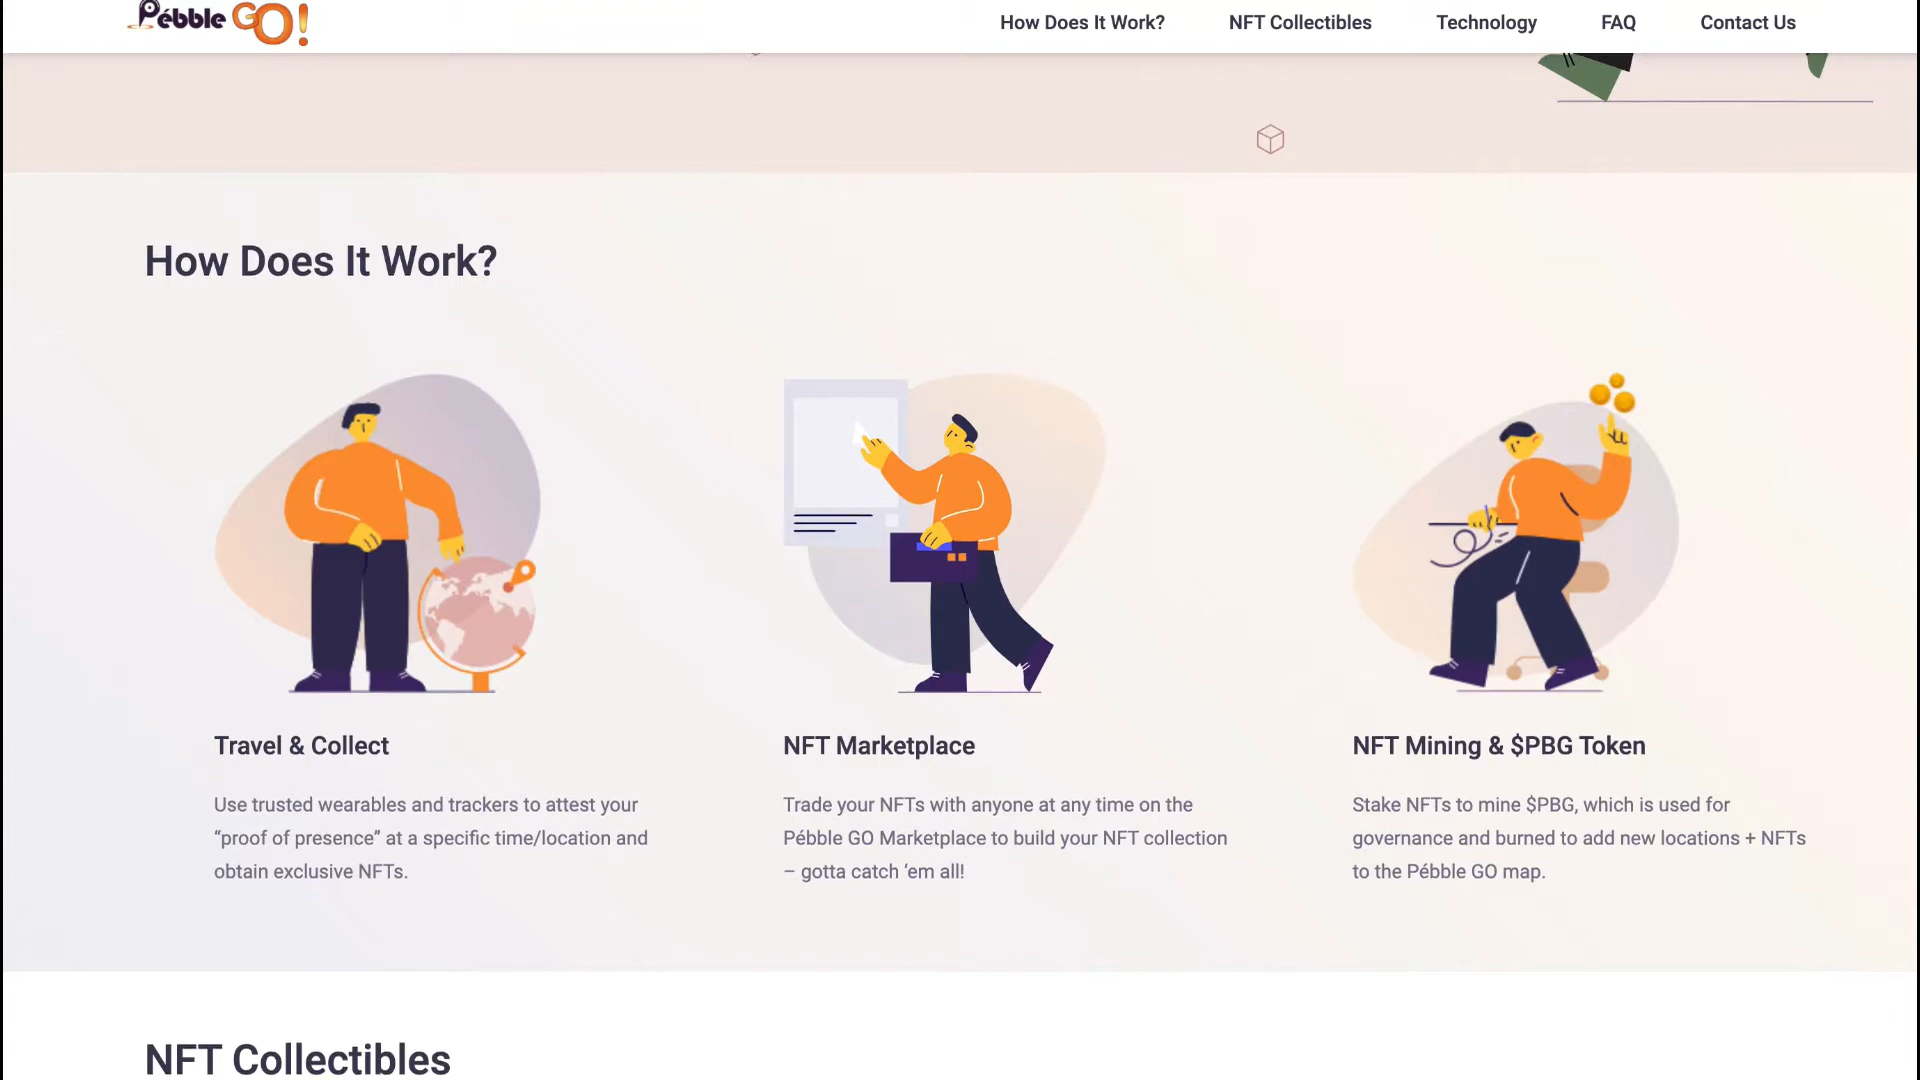 Pébble GO!
How Does It Work?
NFT Collectibles
Technology
FAQ
Contact Us
How Does It Work?
Travel & Collect
Use trusted wearables and trackers to attest your
“proof of presence” at a specific time/location and
obtain exclusive NFTs.
NFT Marketplace
Trade your NFTs with anyone at any time on the
Pébble GO Marketplace to build your NFT collection
– gotta catch ‘em all!
NFT Mining & $PBG Token
Stake NFTs to mine $PBG, which is used for
governance and burned to add new locations + NFTs
to the Pébble GO map.
NFT Collectibles